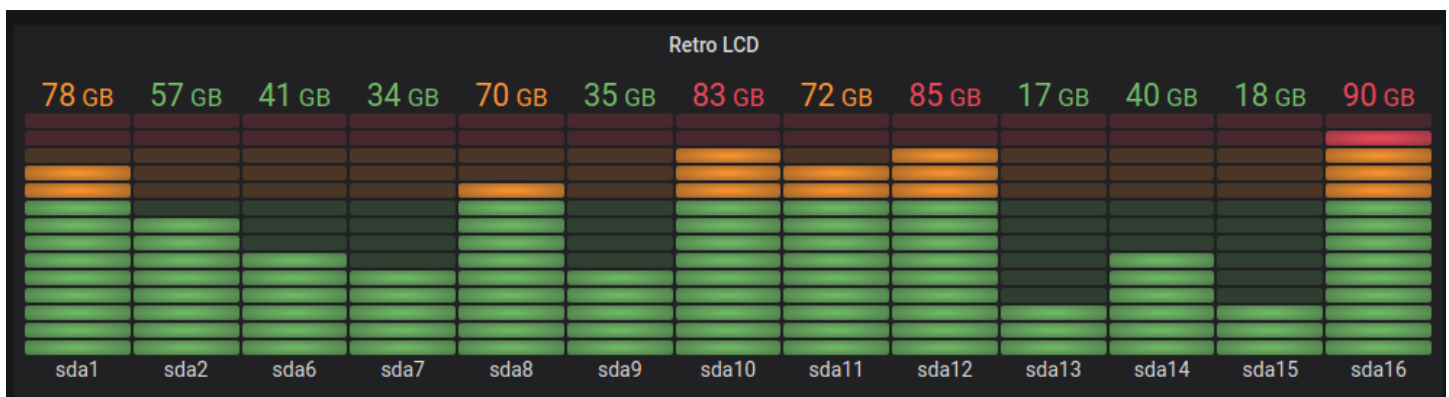 Retro LCD
78 GB 57 GB 41 GB 34 GB 70 GB 35 GB 83 GB 72 GB 85 GB 17 GB 40 GB 18 GB 90 GB
sda1 sda2 sda6 sda7 sda8 sda9 sda10 sda11 sda12 sda13 sda14 sda15 sda16